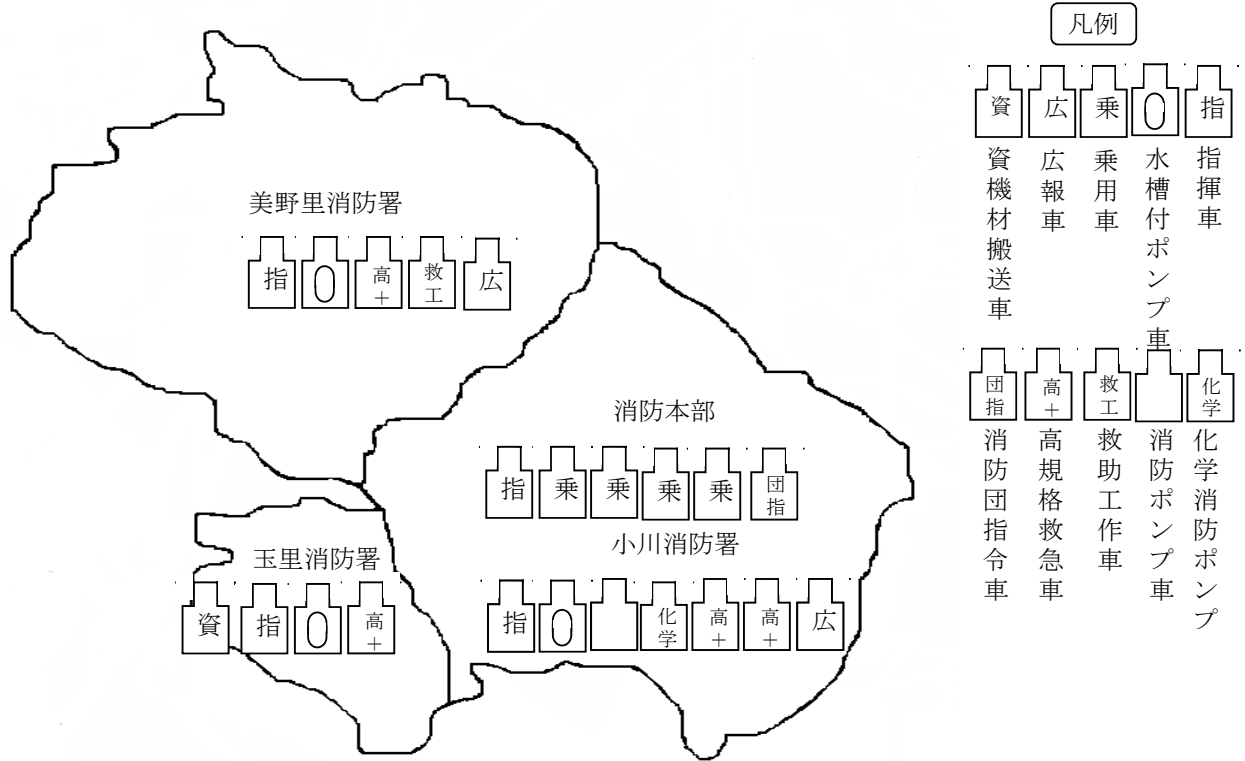 凡例
資 広 乗 0 指
資機材搬送車
広報車
乗用車
水槽付ポンプ車
指揮車
団指 高+ 救工 化学
消防団指令車
高規格救急車
救助工作車
消防ポンプ車
化学消防ポンプ
美野里消防署
指 0 高+ 救工 広
消防本部
指 乗 乗 乗 乗 団指
小川消防署
指 0 化学 高+ 高+ 広
玉里消防署
資 指 0 高+